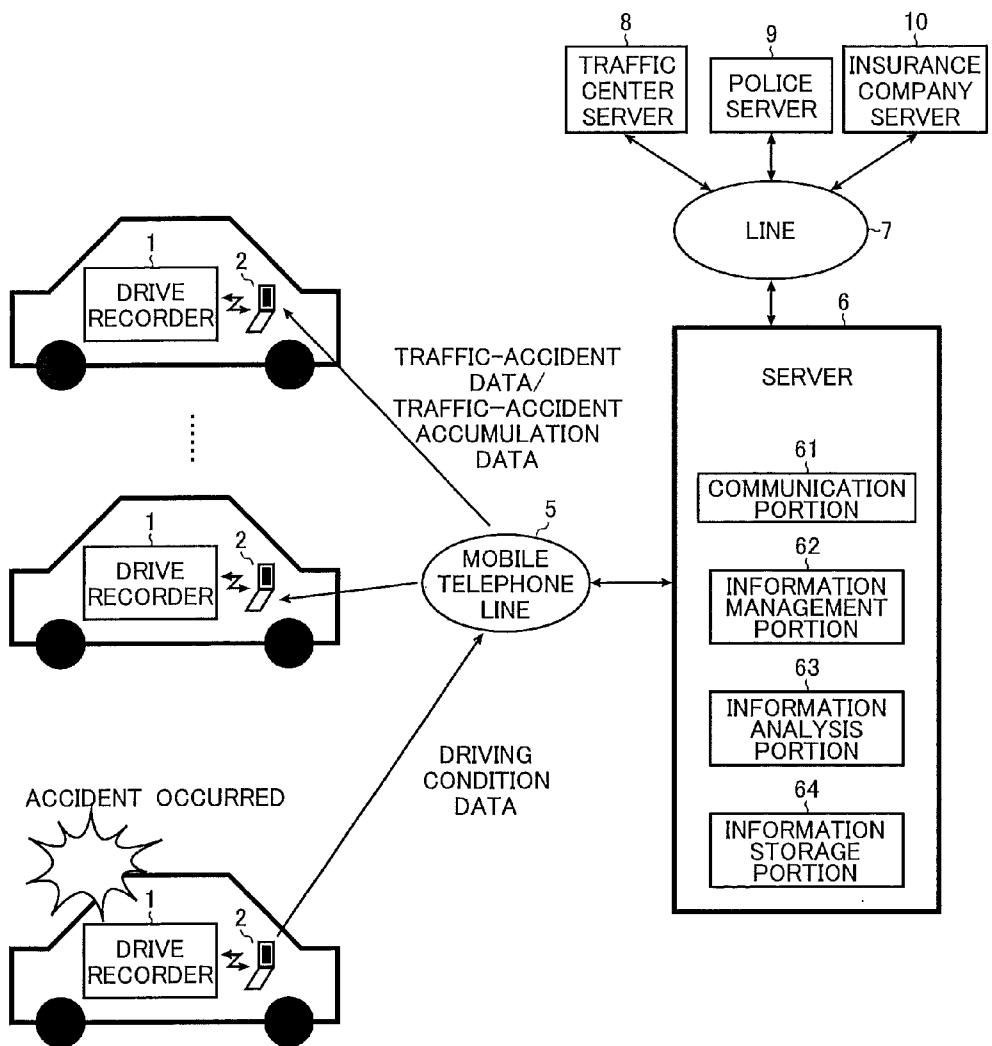 8
TRAFFIC
CENTER
SERVER
9
POLICE
SERVER
10
INSURANCE
COMPANY
SERVER
LINE
7
1
DRIVE
RECORDER
2
TRAFFIC-ACCIDENT
DATA/
TRAFFIC-ACCIDENT
ACCUMULATION
DATA
6
SERVER
61
COMMUNICATION
PORTION
62
INFORMATION
MANAGEMENT
PORTION
63
INFORMATION
ANALYSIS
PORTION
64
INFORMATION
STORAGE
PORTION
1
DRIVE
RECORDER
2
5
MOBILE
TELEPHONE
LINE
DRIVING
CONDITION
DATA
ACCIDENT OCCURRED
1
DRIVE
RECORDER
2